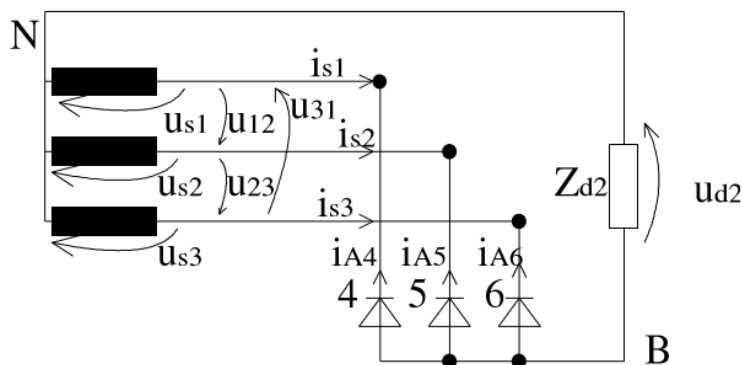 N
is1
us1 u12 u31
is2
us2 u23
is3
us3
Zd2 ud2
iA4 iA5 iA6
4 5 6
B